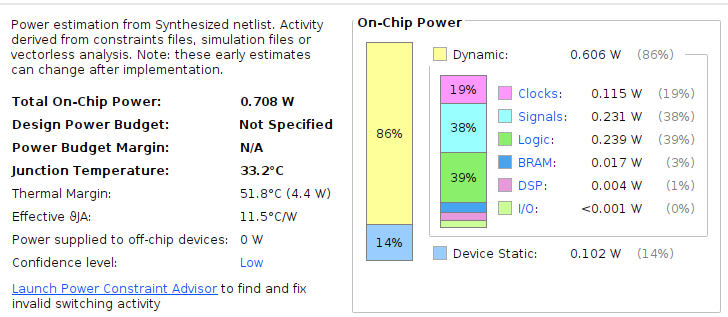 Power estimation from Synthesized netlist. Activity
derived from constraints files, simulation files or
vectorless analysis. Note: these early estimates
can change after implementation.
Total On-Chip Power: 0.708 W
Design Power Budget: Not Specified
Power Budget Margin: N/A
Junction Temperature: 33.2°C
Thermal Margin: 51.8°C (4.4 W)
Effective ϑJA: 11.5°C/W
Power supplied to off-chip devices: 0 W
Confidence level: Low
Launch Power Constraint Advisor to find and fix
invalid switching activity
On-Chip Power
86%
14%
Dynamic: 0.606 W (86%)
19%
38%
39%
Clocks: 0.115 W (19%)
Signals: 0.231 W (38%)
Logic: 0.239 W (39%)
BRAM: 0.017 W (3%)
DSP: 0.004 W (1%)
I/O: <0.001 W (0%)
Device Static: 0.102 W (14%)